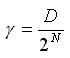 γ = D / 2^N